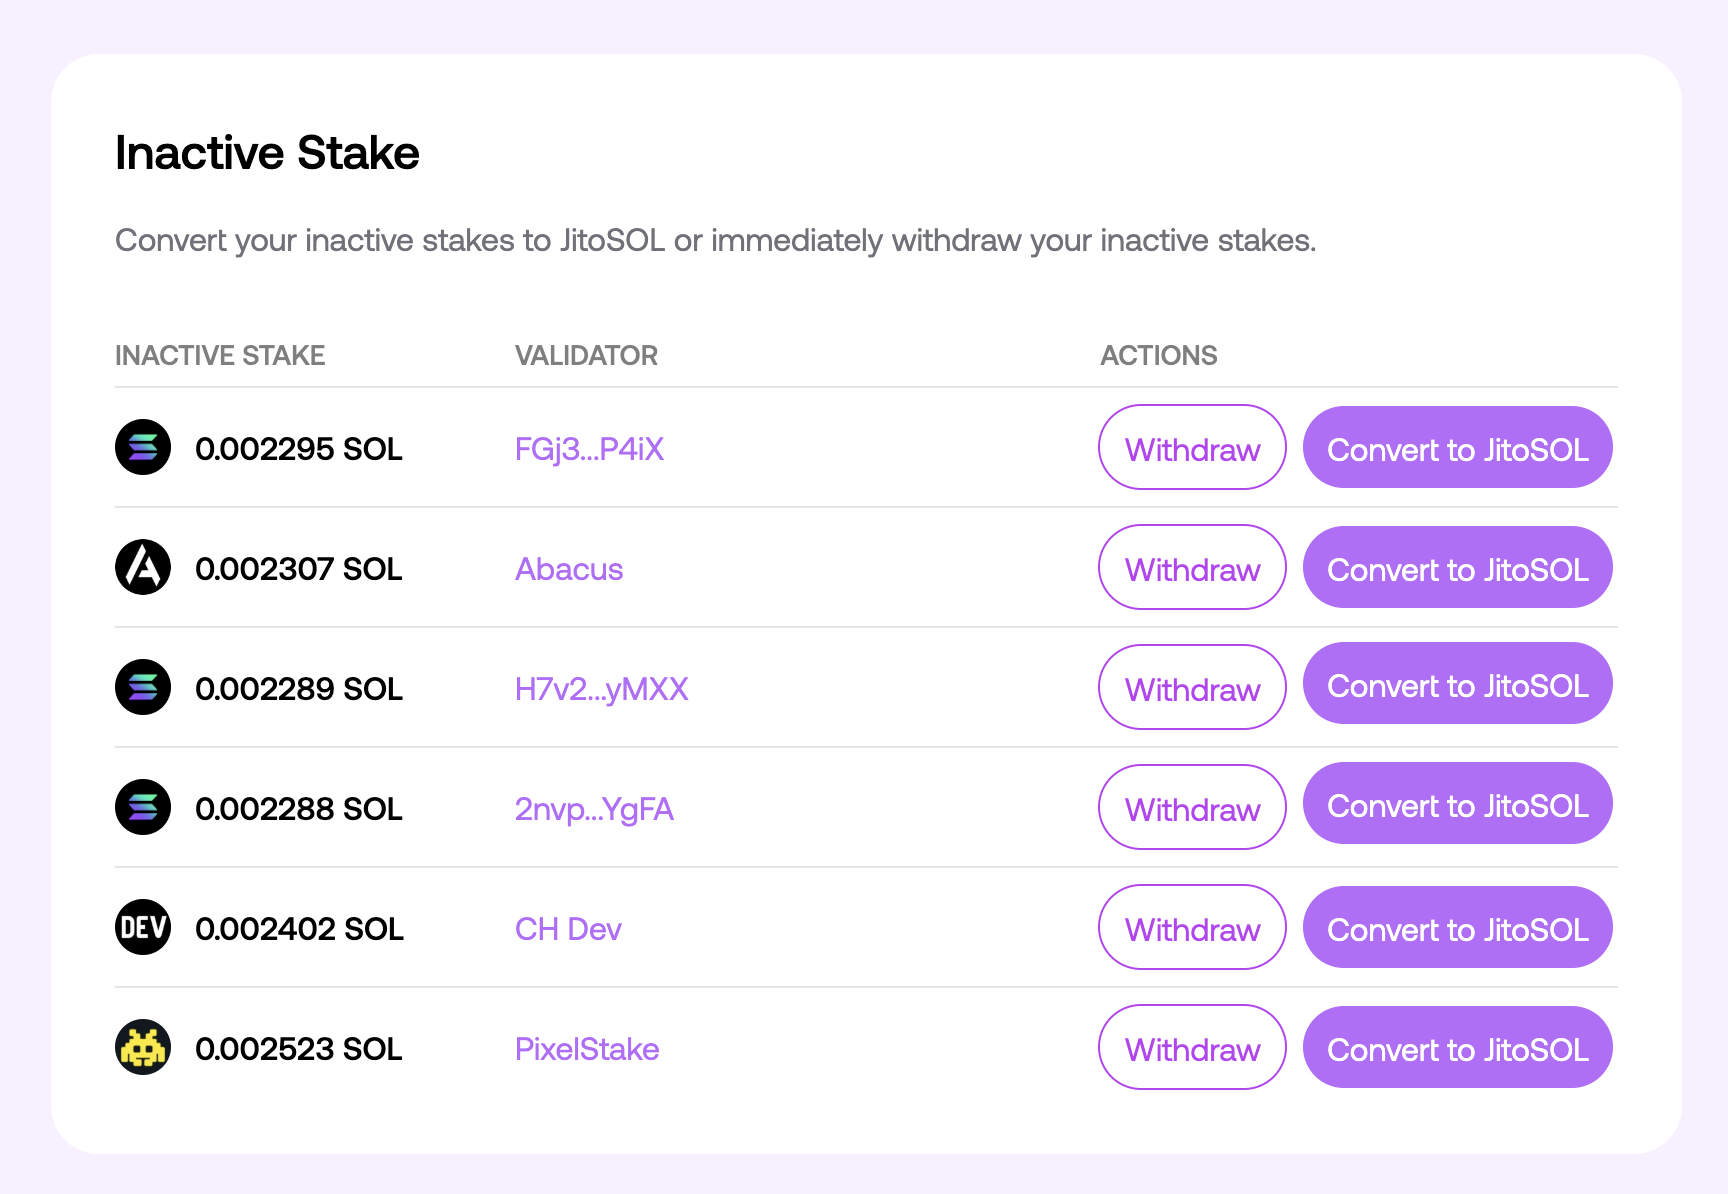 Inactive Stake
Convert your inactive stakes to JitoSOL or immediately withdraw your inactive stakes.
INACTIVE STAKE VALIDATOR ACTIONS
0.002295 SOL FGj3...P4iX Withdraw Convert to JitoSOL
0.002307 SOL Abacus Withdraw Convert to JitoSOL
0.002289 SOL H7v2...yMXX Withdraw Convert to JitoSOL
0.002288 SOL 2nvp...YgFA Withdraw Convert to JitoSOL
DEV 0.002402 SOL CH Dev Withdraw Convert to JitoSOL
0.002523 SOL PixelStake Withdraw Convert to JitoSOL